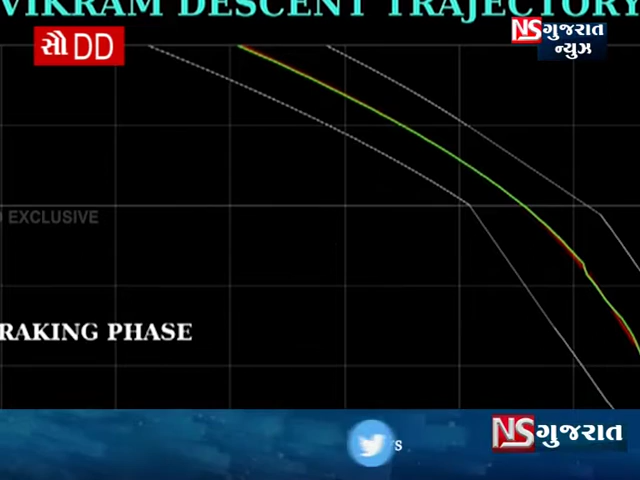 VIKRAM DESCENT TRAJECTORY
સૌ DD
NS ગુજરાત
ન્યુઝ
EXCLUSIVE
RAKING PHASE
NS ગુજરાત